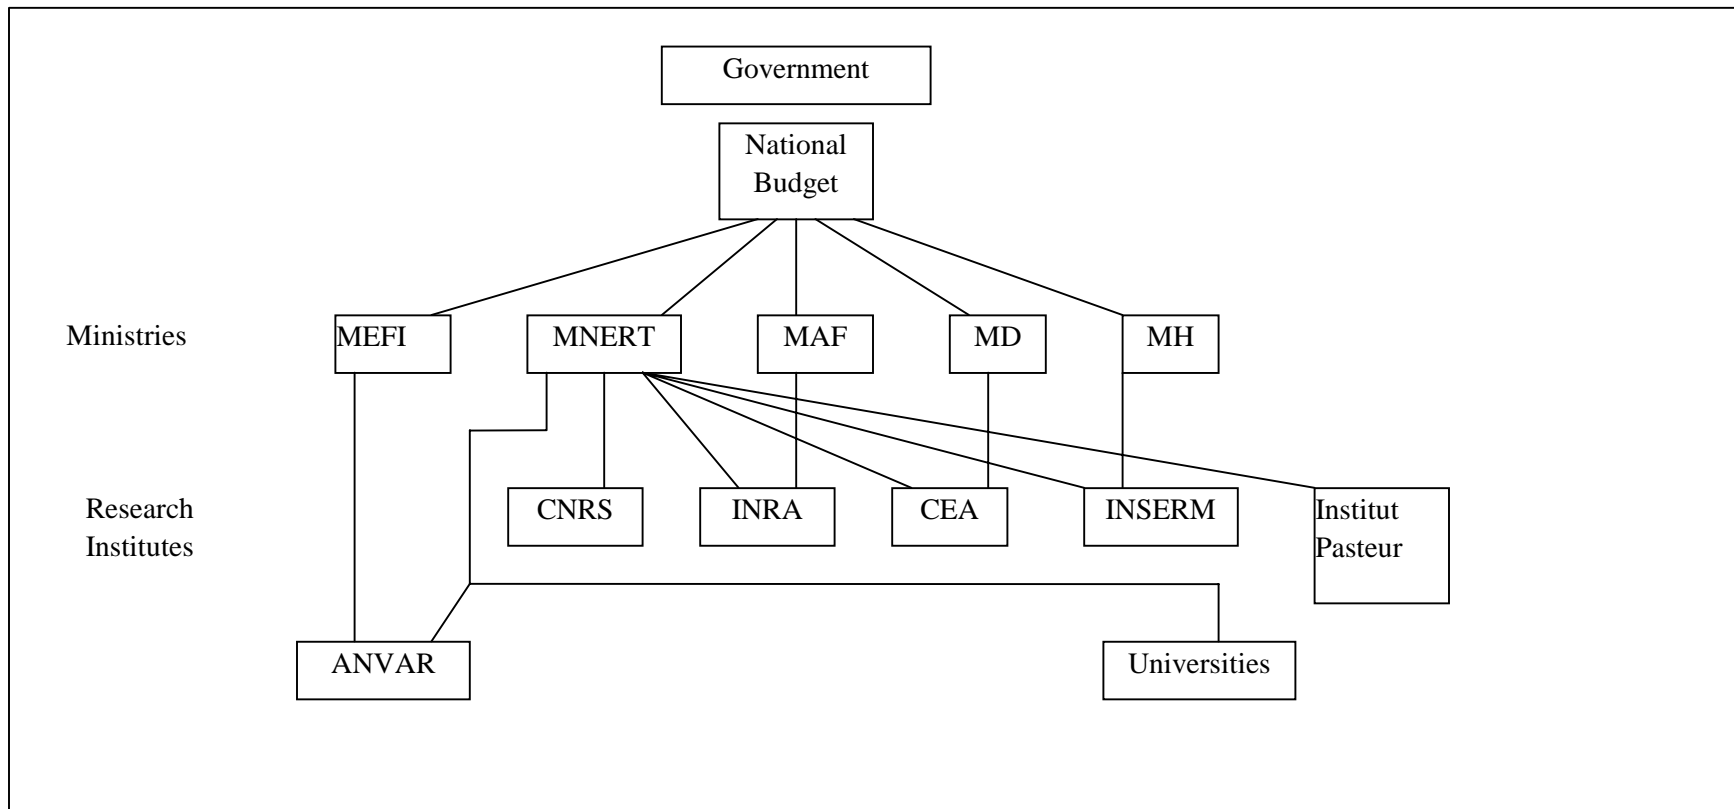 Government
National
Budget
Ministries
MEFI
MNERT
MAF
MD
MH
Research
Institutes
CNRS
INRA
CEA
INSERM
Institut
Pasteur
ANVAR
Universities